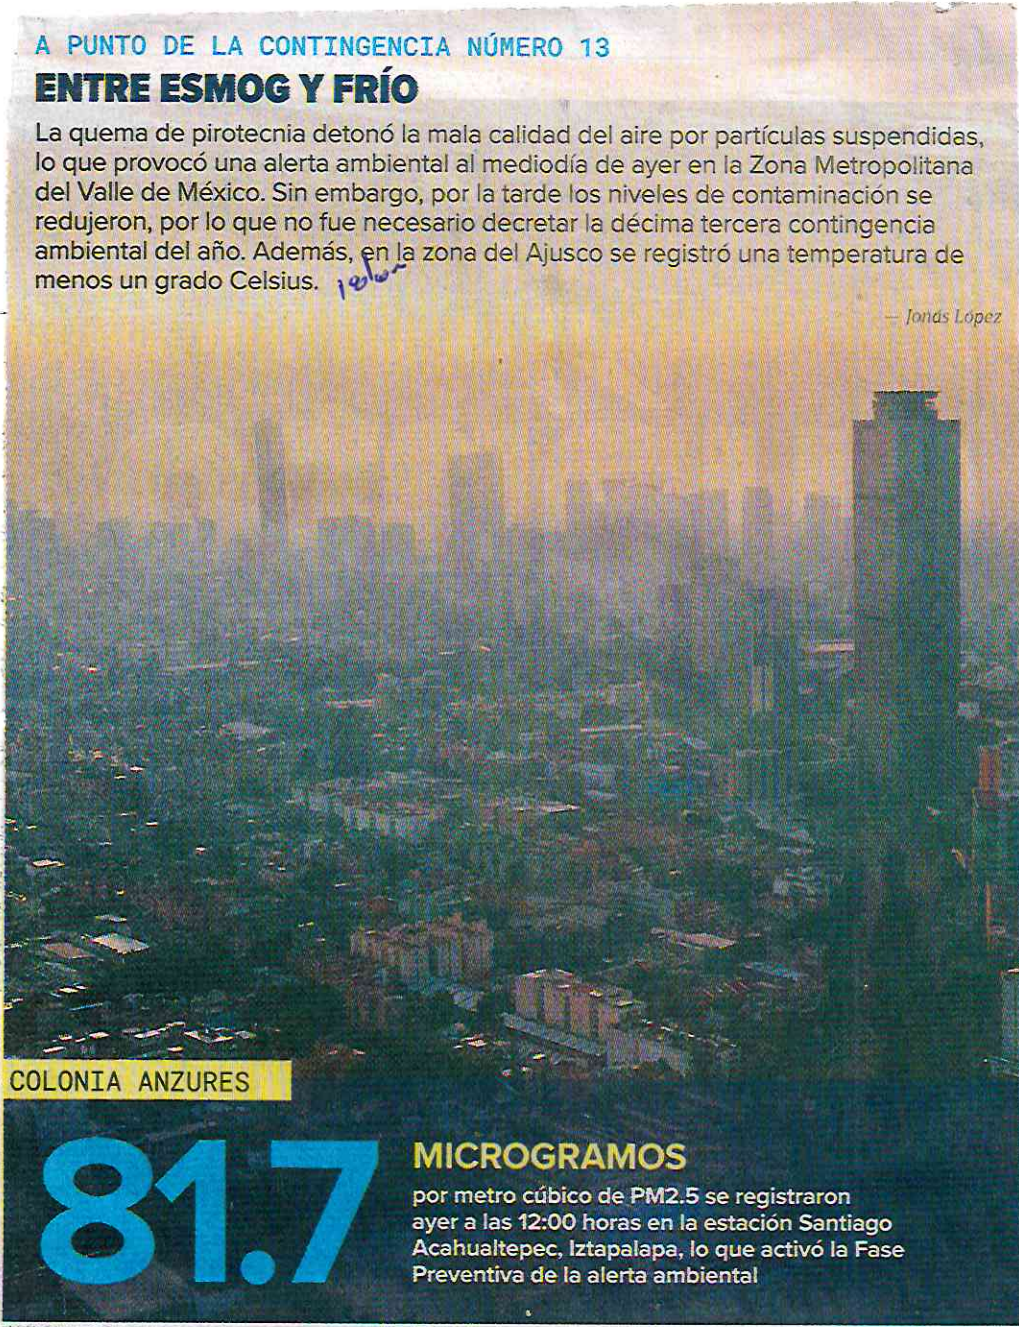 A PUNTO DE LA CONTINGENCIA NÚMERO 13
ENTRE ESMOG Y FRÍO
La quema de pirotecnia detonó la mala calidad del aire por partículas suspendidas,
lo que provocó una alerta ambiental al mediodía de ayer en la Zona Metropolitana
del Valle de México. Sin embargo, por la tarde los niveles de contaminación se
redujeron, por lo que no fue necesario decretar la décima tercera contingencia
ambiental del año. Además, en la zona del Ajusco se registró una temperatura de
menos un grado Celsius.
— Jonás López
COLONIA ANZURES
81.7
MICROGRAMOS
por metro cúbico de PM2.5 se registraron
ayer a las 12:00 horas en la estación Santiago
Acahualtepec, Iztapalapa, lo que activó la Fase
Preventiva de la alerta ambiental